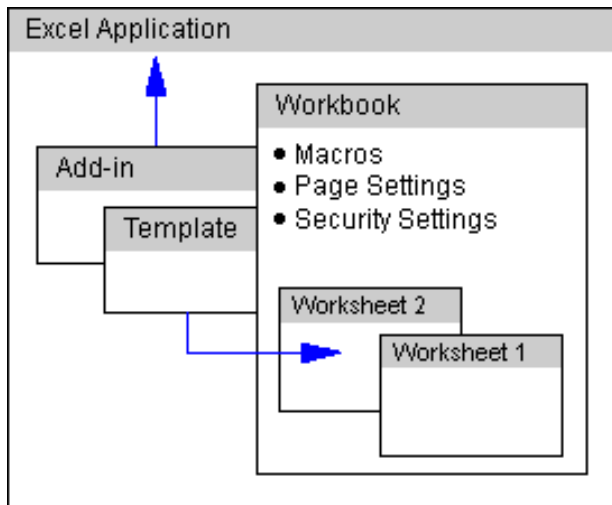 Excel Application
Workbook
• Macros
• Page Settings
• Security Settings
Add-in
Template
Worksheet 2
Worksheet 1